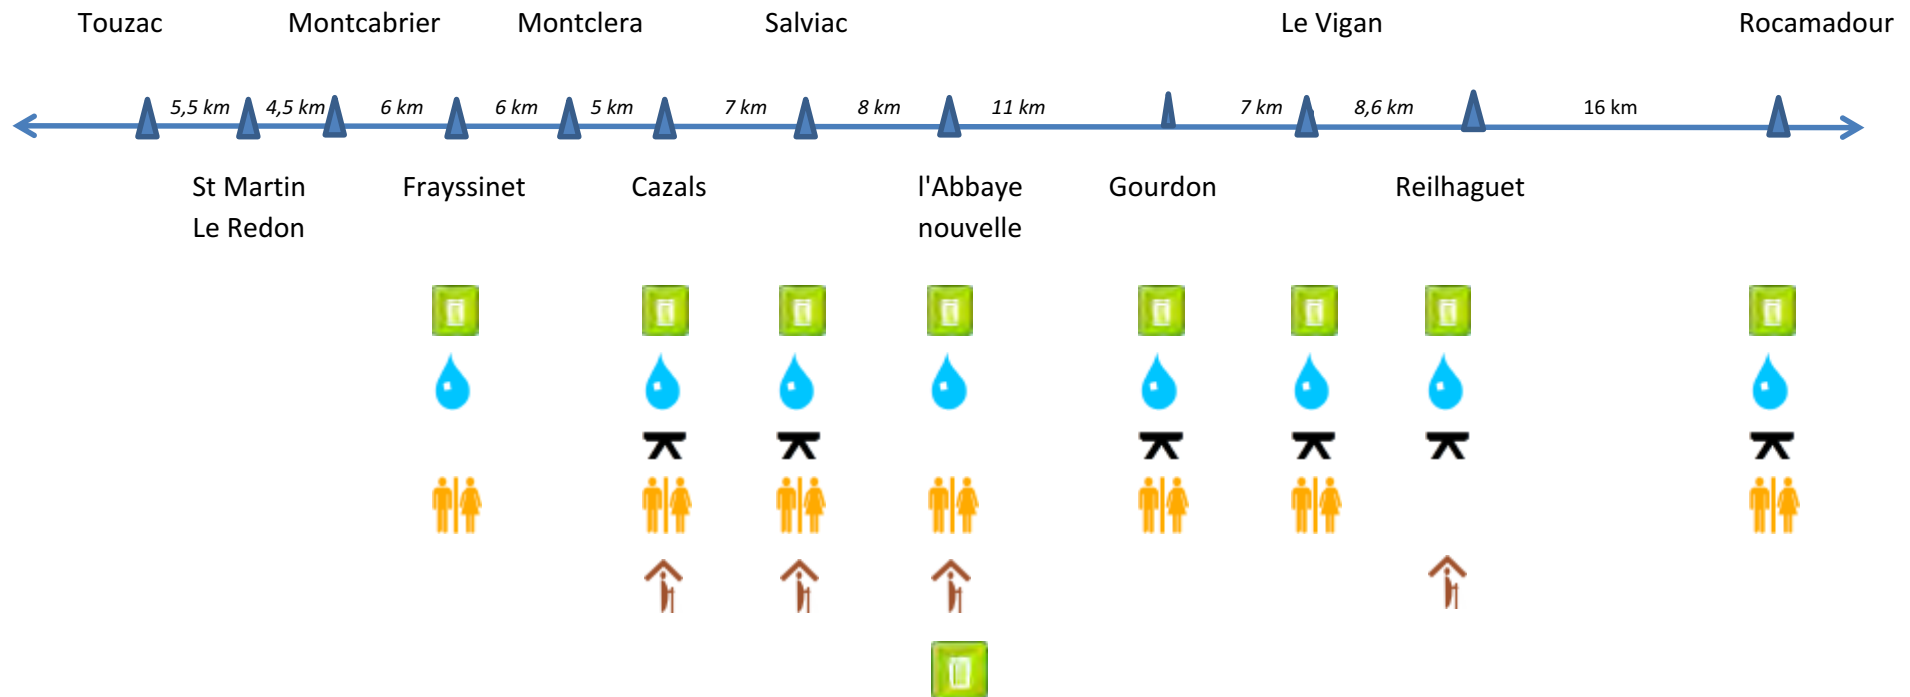 Touzac Montcabrier Montclera Salviac Le Vigan Rocamadour
5,5 km 4,5 km 6 km 6 km 5 km 7 km 8 km 11 km 7 km 8,6 km 16 km
St Martin Frayssinet Cazals l'Abbaye Gourdon Reilhaguet
Le Redon nouvelle